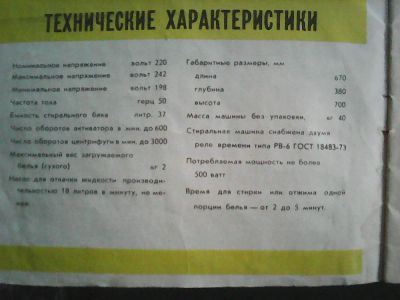 ТЕХНИЧЕСКИЕ ХАРАКТЕРИСТИКИ
Номинальное напряжение вольт 220
Максимальное напряжение вольт 242
Минимальное напряжение вольт 198
Частота тока герц 50
Емкость стирального бака литр. 37
Число оборотов активатора в мин. до 600
Число оборотов центрифуги в мин. до 3000
Максимальный вес загружаемого
белья (сухого) кг 2
Насос для откачки жидкости производи-
тельностью 18 литров в минуту, не ме-
нее.
Габаритные размеры, мм
длина 670
глубина 380
высота 700
Масса машины без упаковки, кг 40
Стиральная машина снабжена двумя
реле времени типа РВ-6 ГОСТ 18483-73
Потребляемая мощность не более
500 ватт
Время для стирки или отжима одной
порции белья — от 2 до 5 минут.